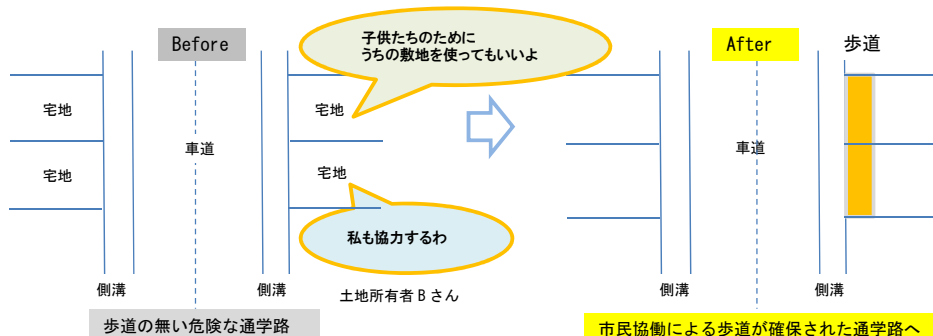 Before
子供たちのために
うちの敷地を使ってもいいよ
After
歩道
宅地
宅地
車道
車道
宅地
宅地
私も協力するわ
側溝
側溝
土地所有者Bさん
側溝
側溝
歩道の無い危険な通学路
市民協働による歩道が確保された通学路へ